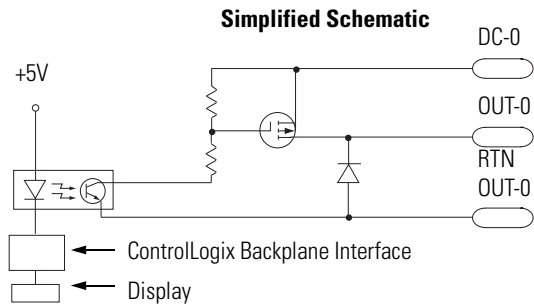 Simplified Schematic
DC-0
+5V
OUT-0
RTN
OUT-0
ControlLogix Backplane Interface
Display